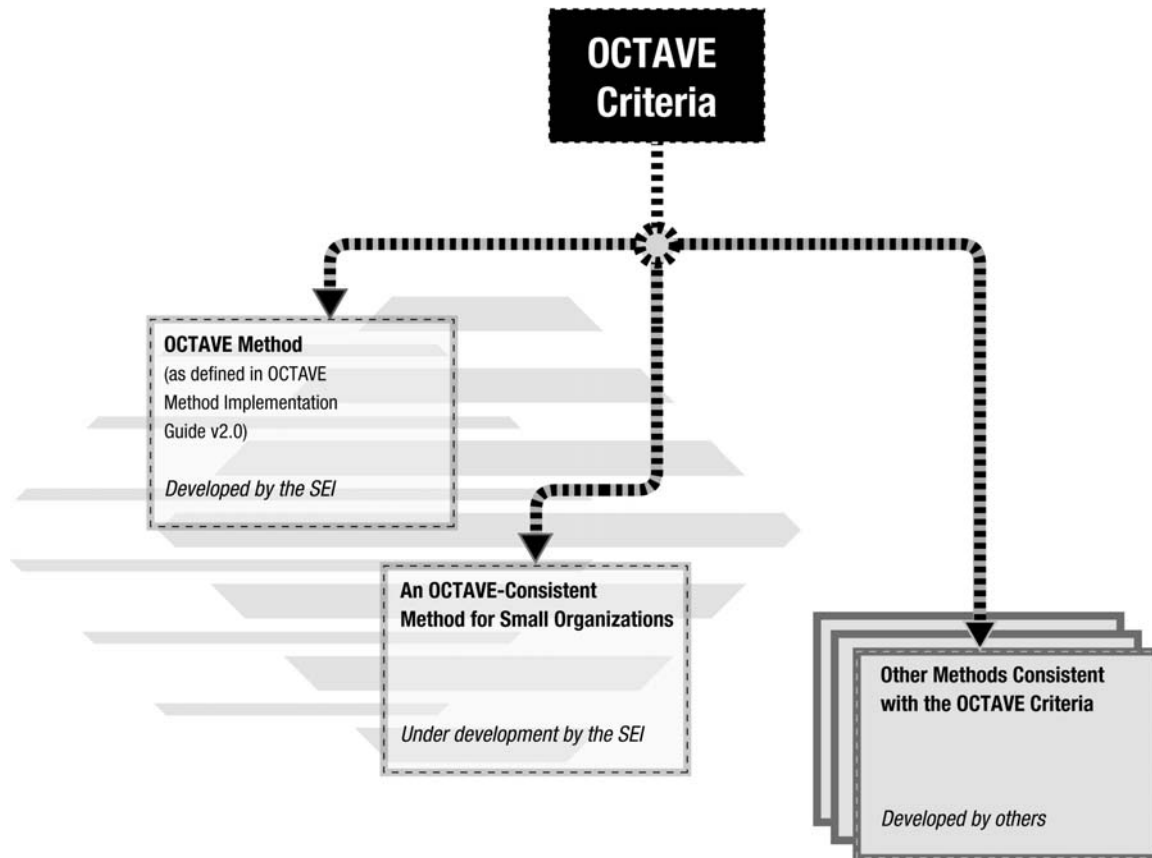 OCTAVE
Criteria
OCTAVE Method
(as defined in OCTAVE
Method Implementation
Guide v2.0)
Developed by the SEI
An OCTAVE-Consistent
Method for Small Organizations
Under development by the SEI
Other Methods Consistent
with the OCTAVE Criteria
Developed by others